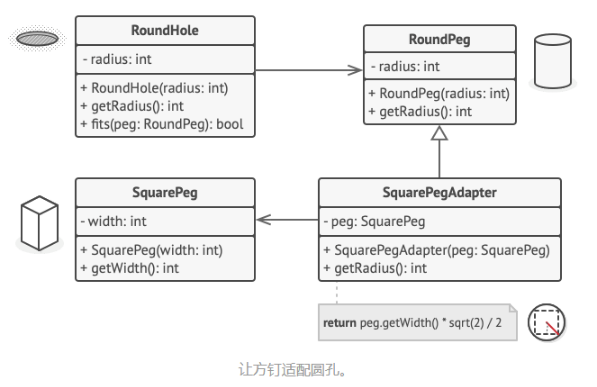 RoundHole
- radius: int
+ RoundHole(radius: int)
+ getRadius(): int
+ fits(peg: RoundPeg): bool
RoundPeg
- radius: int
+ RoundPeg(radius: int)
+ getRadius(): int
SquarePeg
- width: int
+ SquarePeg(width: int)
+ getWidth(): int
SquarePegAdapter
- peg: SquarePeg
+ SquarePegAdapter(peg: SquarePeg)
+ getRadius(): int
return peg.getWidth() * sqrt(2) / 2
让方钉适配圆孔。